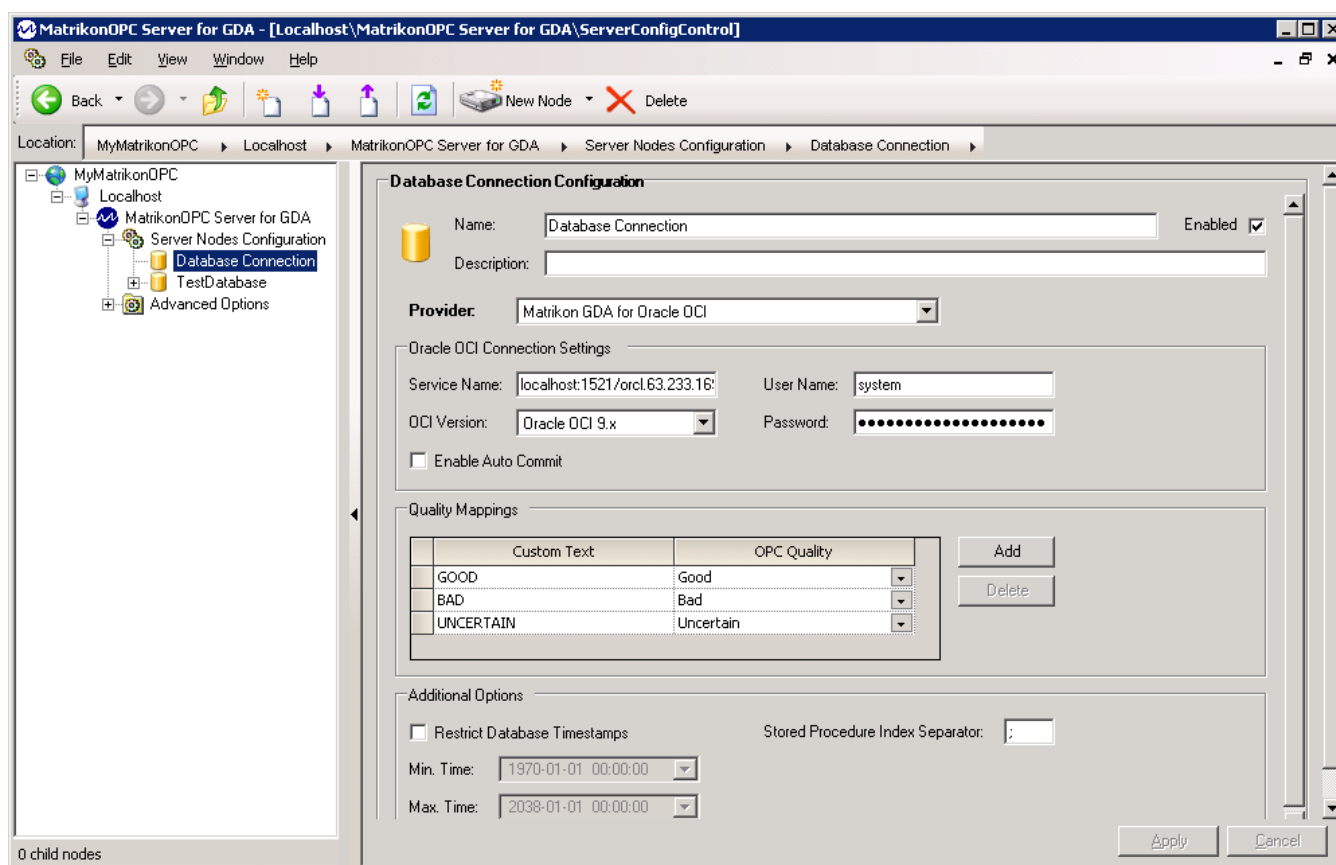 MatrikonOPC Server for GDA - [Localhost\MatrikonOPC Server for GDA\ServerConfigControl]
File Edit View Window Help
Back New Node Delete
Location: MyMatrikonOPC Localhost MatrikonOPC Server for GDA Server Nodes Configuration Database Connection
MyMatrikonOPC
Localhost
MatrikonOPC Server for GDA
Server Nodes Configuration
Database Connection
TestDatabase
Advanced Options
Database Connection Configuration
Name: Database Connection Enabled
Description:
Provider: Matrikon GDA for Oracle OCI
Oracle OCI Connection Settings
Service Name: localhost:1521/orcl.63.233.16 User Name: system
OCI Version: Oracle OCI 9.x Password: ••••••••••••••••••••
Enable Auto Commit
Quality Mappings
Custom Text OPC Quality Add
GOOD Good
BAD Bad Delete
UNCERTAIN Uncertain
Additional Options
Restrict Database Timestamps Stored Procedure Index Separator: ;
Min. Time: 1970-01-01 00:00:00
Max. Time: 2038-01-01 00:00:00
Apply Cancel
0 child nodes